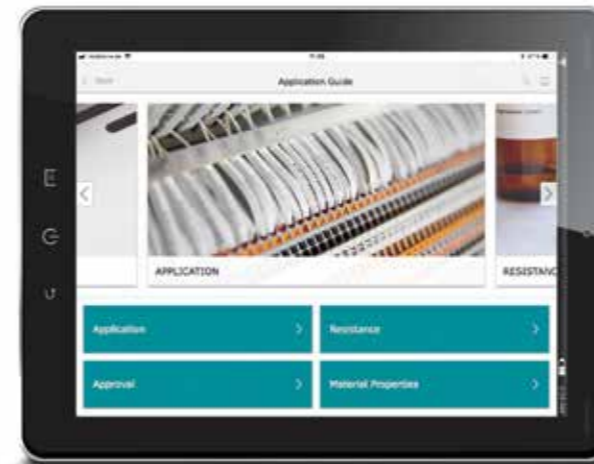 Application Guide
APPLICATION
RESISTANC
Application
Resistance
Approval
Material Properties